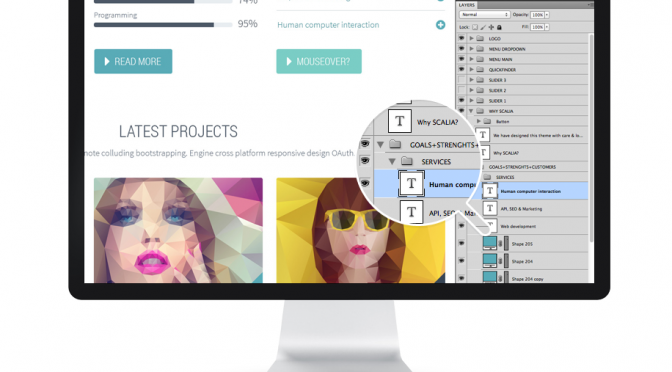 74%
Programming
95%
Human computer interaction
READ MORE
MOUSEOVER?
LATEST PROJECTS
note colluding bootstrapping. Engine cross platform responsive design OAuth
LAYERS
Normal
Opacity: 100%
Lock:
Fill: 100%
LOGO
MENU DROPDOWN
MENU MAIN
QUICKFINDER
SLIDER 3
SLIDER 2
SLIDER 1
WHY SCALIA
Button
We have designed this theme with care & lo...
Why SCALIA?
GOALS+STRENGHTS+CUSTOMERS
SERVICES
Human computer interaction
API, SEO & Marketing
Web development
Shape 205
Shape 204
Shape 204 copy
Why SCALIA?
GOALS+STRENGHTS+
SERVICES
Human comp
API, SEO & Ma